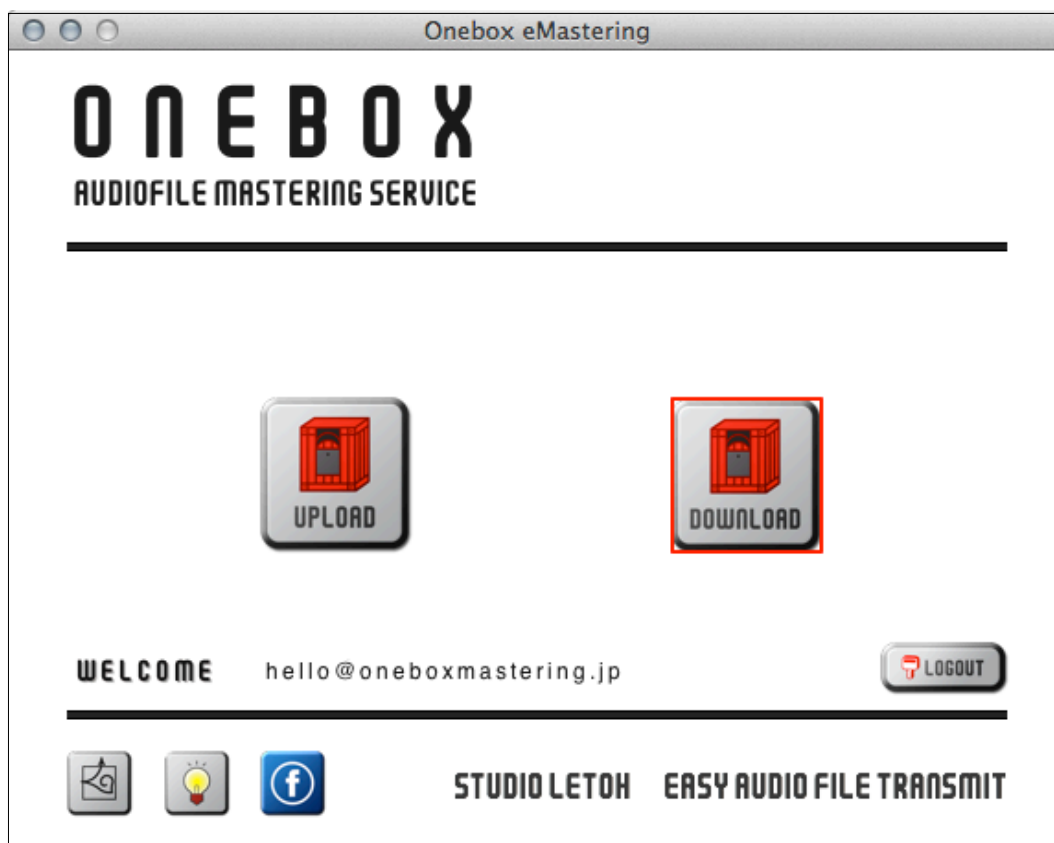 Onebox eMastering
ONEBOX
AUDIOFILE MASTERING SERVICE
UPLOAD
DOWNLOAD
WELCOME hello@oneboxmastering.jp LOGOUT
STUDIO LETOH EASY AUDIO FILE TRANSMIT